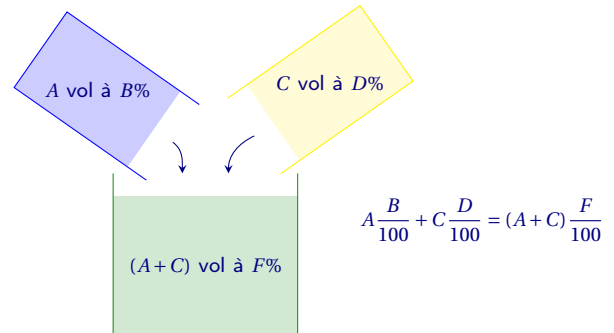 A vol à B%
C vol à D%
A B/100 + C D/100 = (A+C) F/100
(A+C) vol à F%